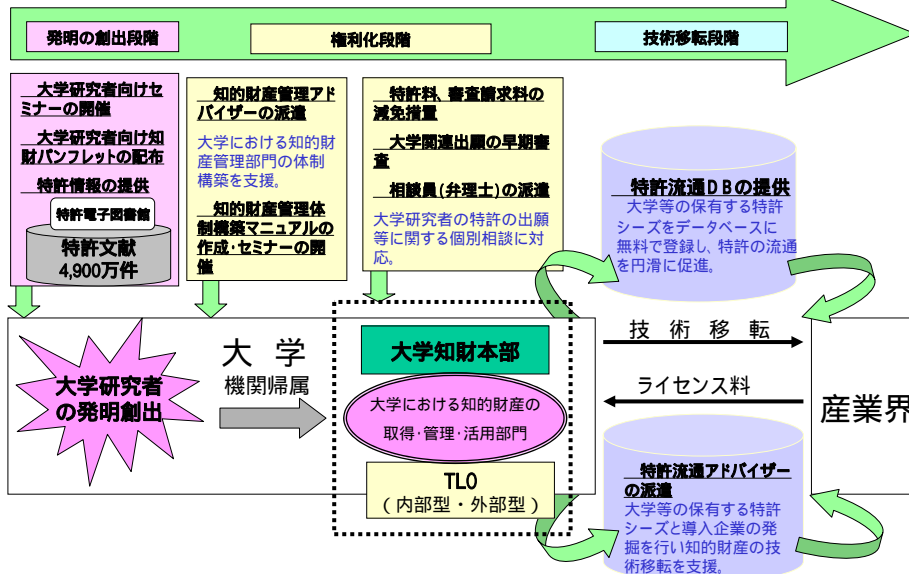 発明の創出段階
権利化段階
技術移転段階
大学研究者向けセ
ミナーの開催
大学研究者向け知
財パンフレットの配布
特許情報の提供
特許電子図書館
特許文献
4,900万件
知的財産管理アド
バイザーの派遣
大学における知的財
産管理部門の体制
構築を支援。
知的財産管理体
制構築マニュアルの
作成・セミナーの開
催
特許料、審査請求料の
減免措置
大学関連出願の早期審
査
相談員(弁理士)の派遣
大学研究者の特許の出願
等に関する個別相談に対
応。
特許流通DBの提供
大学等の保有する特許
シーズをデータベースに
無料で登録し、特許の流通
を円滑に促進。
大学研究者
の発明創出
大学
機関帰属
大学知財本部
大学における知的財産の
取得・管理・活用部門
TLO
(内部型・外部型)
技術移転
ライセンス料
産業界
特許流通アドバイザー
の派遣
大学等の保有する特許
シーズと導入企業の発
掘を行い知的財産の技
術移転を支援。